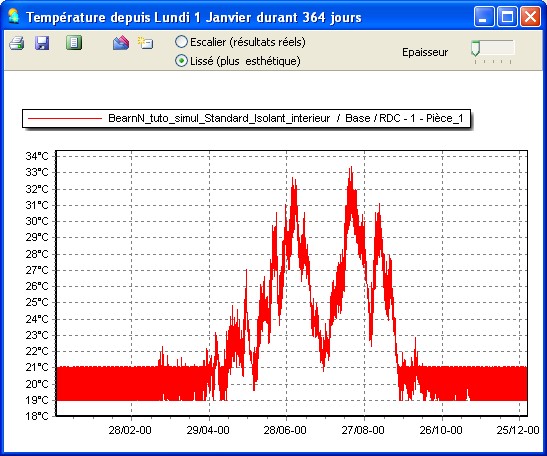 Température depuis Lundi 1 Janvier durant 364 jours
Escalier (résultats réels)
Lissé (plus esthétique)
Epaisseur
BearnN_tuto_simul_Standard_Isolant_interieur / Base / RDC - 1 - Pièce_1
34°C
33°C
32°C
31°C
30°C
29°C
28°C
27°C
26°C
25°C
24°C
23°C
22°C
21°C
20°C
19°C
18°C
28/02-00 29/04-00 28/06-00 27/08-00 26/10-00 25/12-00